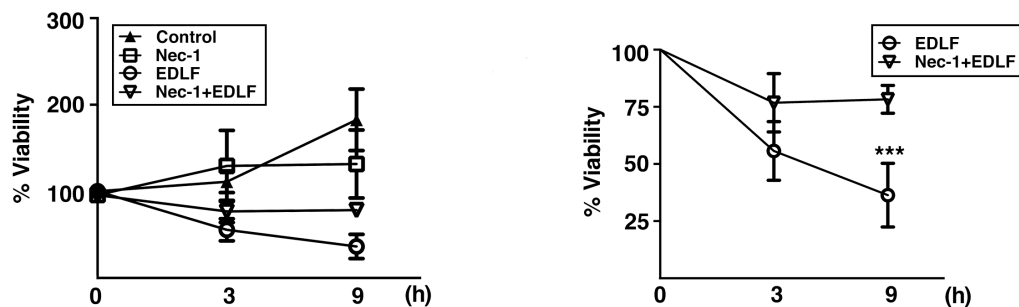 300
200
100
% Viability
Control
Nec-1
EDLF
Nec-1+EDLF
0 3 9 (h)
100
75
50
25
% Viability
EDLF
Nec-1+EDLF
***
0 3 9 (h)